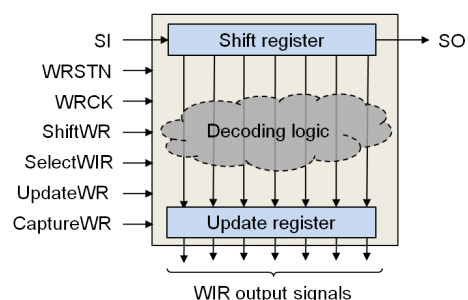 SI
Shift register
SO
WRSTN
WRCK
ShiftWR
Decoding logic
SelectWIR
UpdateWR
CaptureWR
Update register
WIR output signals